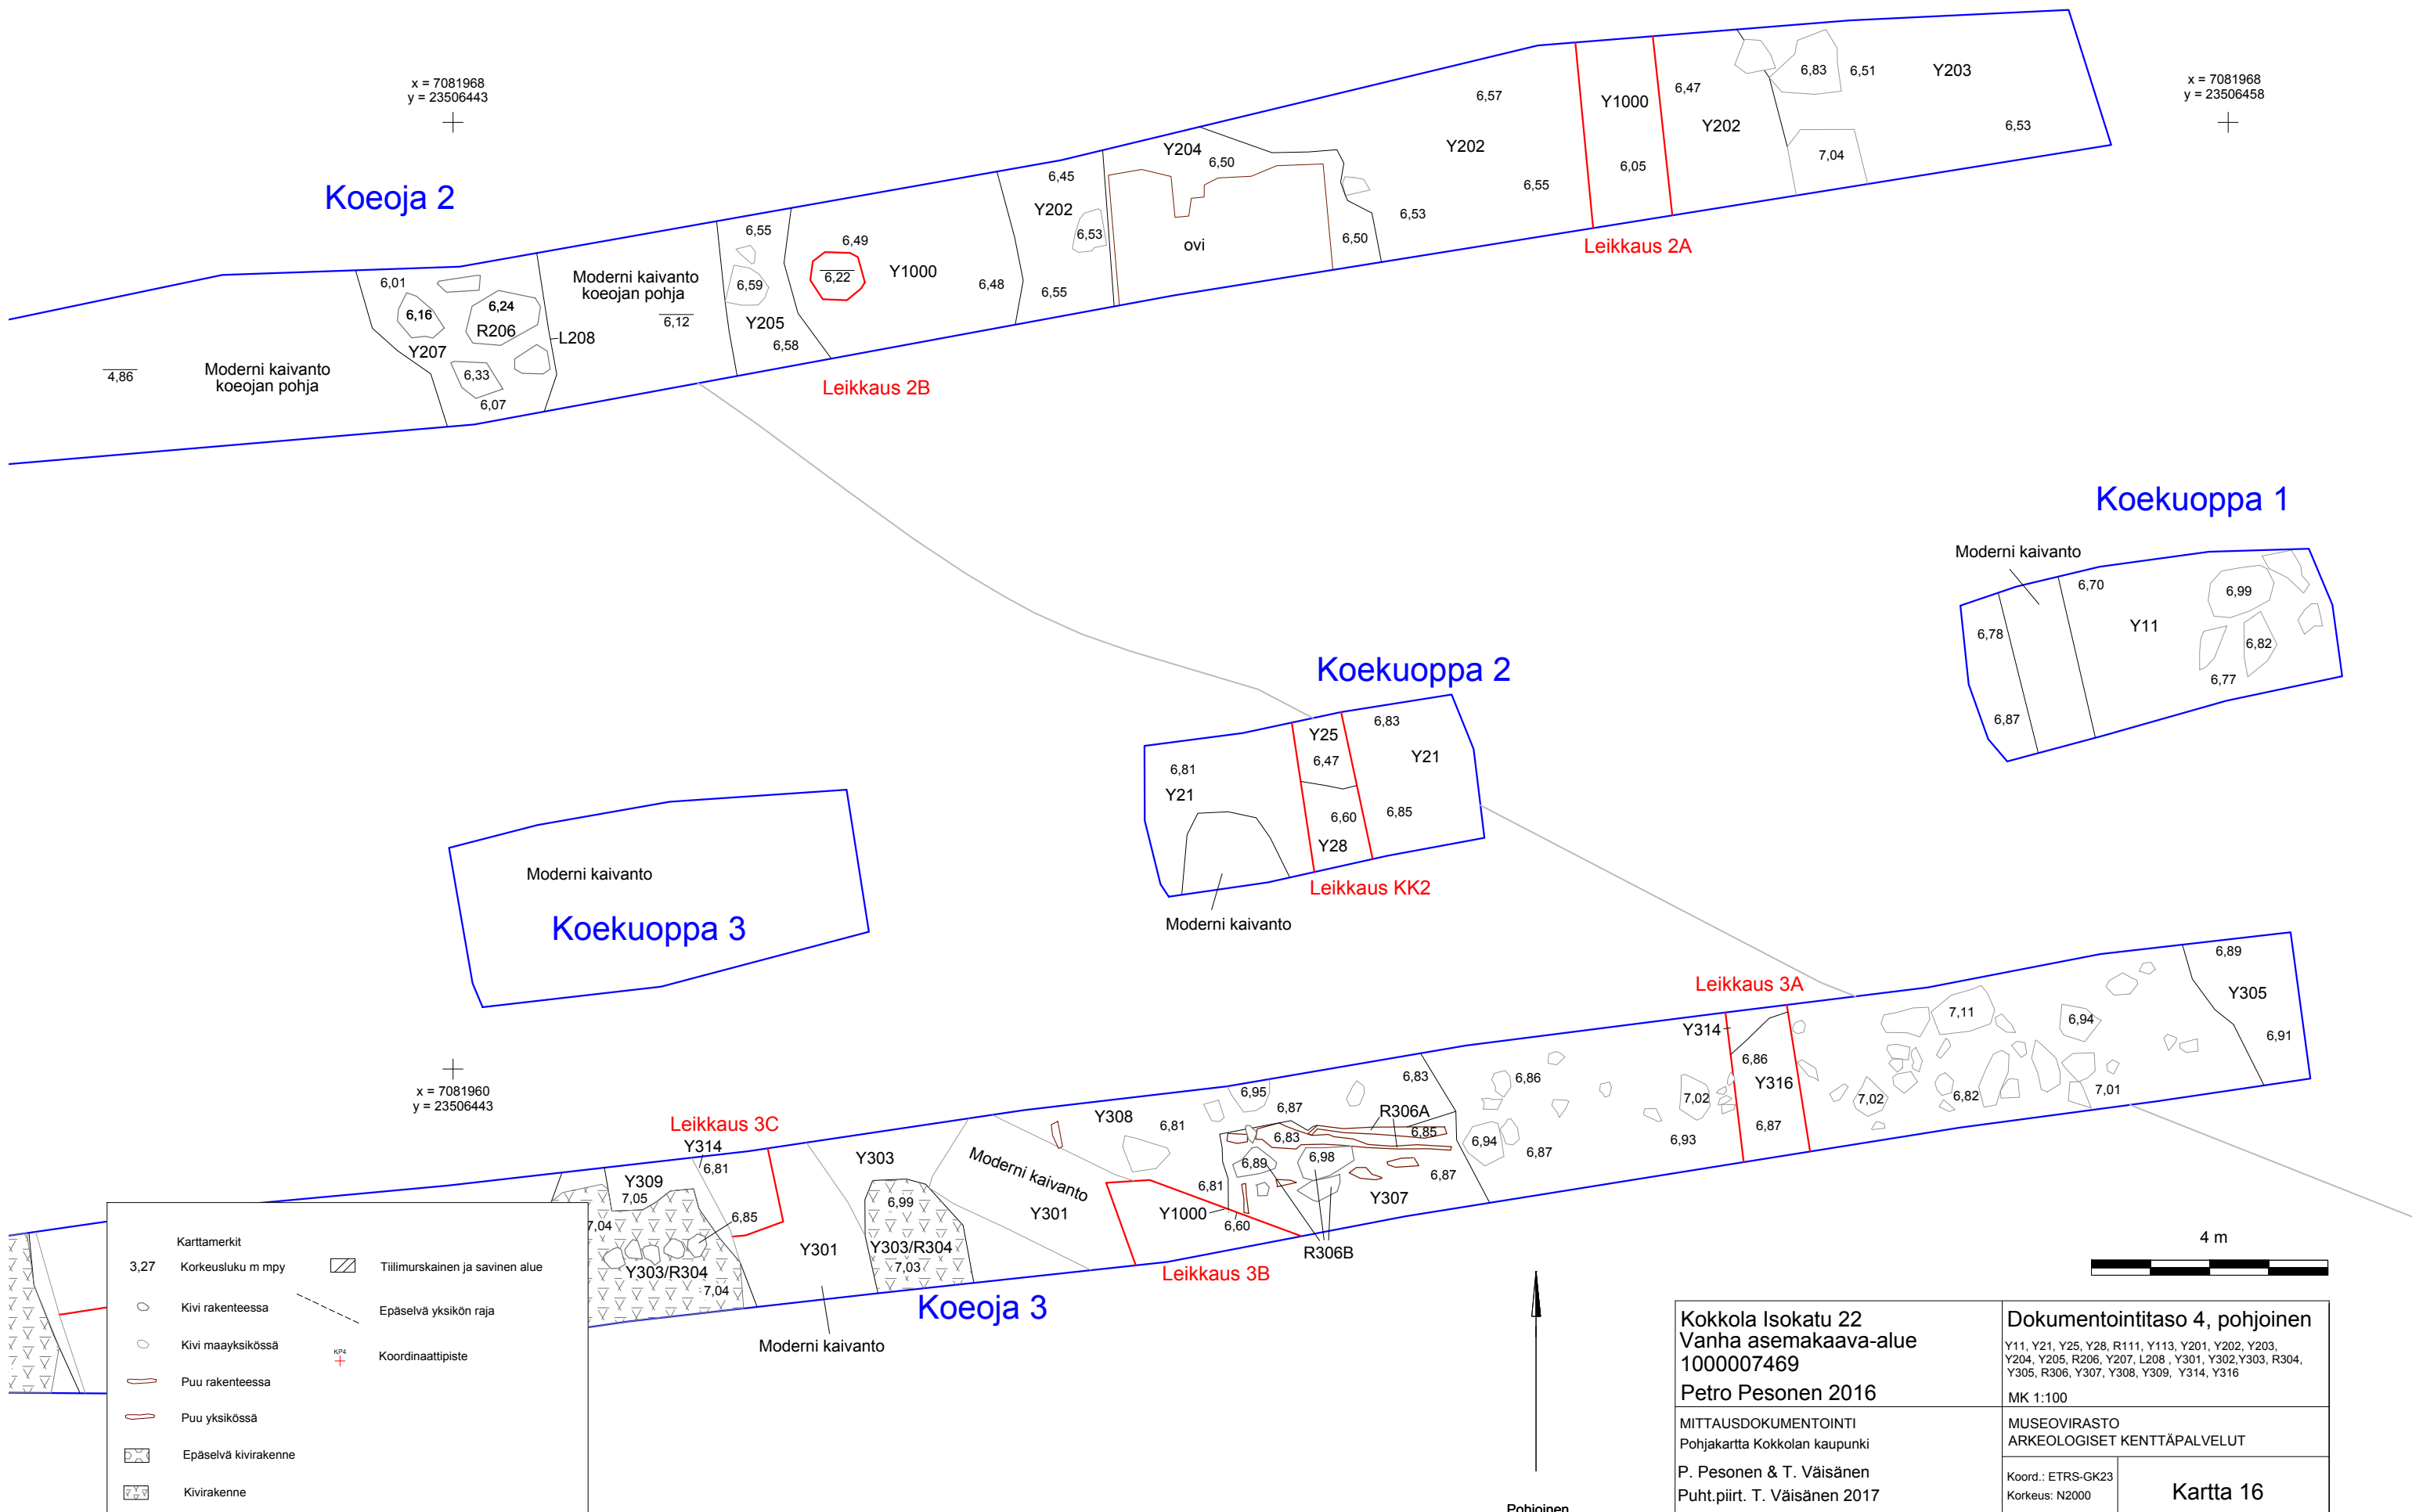 x = 7081968
y = 23506443
x = 7081968
y = 23506458
Koeoja 2
6,57
Y1000
6,47
6,83
6,51
Y203
Y202
Y202
6,53
Y204
6,50
7,04
6,05
6,55
6,45
Y202
6,53
6,53
6,50
ovi
Leikkaus 2A
6,55
6,49
6,22
Y1000
6,48
6,55
6,59
Y205
6,58
Moderni kaivanto
koeojan pohja
6,12
6,01
6,16
6,24
R206
L208
Y207
6,33
6,07
4,86
Moderni kaivanto
koeojan pohja
Leikkaus 2B
Koekuoppa 1
Moderni kaivanto
6,70
6,99
6,78
Y11
6,82
6,77
6,87
Koekuoppa 2
Y25
6,83
6,47
Y21
6,81
Y21
6,60
6,85
Y28
Leikkaus KK2
Moderni kaivanto
Moderni kaivanto
Koekuoppa 3
x = 7081960
y = 23506443
Leikkaus 3A
6,89
Y305
6,91
7,11
6,94
Y314
6,86
Y316
6,87
7,02
6,82
7,01
7,02
6,93
6,86
6,83
6,94
6,87
6,95
6,87
R306A
6,85
6,83
Y308
6,81
6,89
6,98
6,87
6,81
Y307
Y1000
6,60
R306B
Leikkaus 3B
Leikkaus 3C
Y314
6,81
Y303
Moderni kaivanto
Y301
Y309
7,05
6,99
7,04
6,85
Y301
Y303/R304
7,03
Y303/R304
7,04
Koeoja 3
Moderni kaivanto
Karttamerkit
3,27
Korkeusluku m mpy
Tiilimurskainen ja savinen alue
Kivi rakenteessa
Epäselvä yksikön raja
Kivi maayksikössä
KP4
Koordinaattipiste
Puu rakenteessa
Puu yksikössä
Epäselvä kivirakenne
Kivirakenne
4 m
Pohjoinen
Kokkola Isokatu 22
Vanha asemakaava-alue
1000007469
Petro Pesonen 2016
Dokumentointitaso 4, pohjoinen
Y11, Y21, Y25, Y28, R111, Y113, Y201, Y202, Y203,
Y204, Y205, R206, Y207, L208 , Y301, Y302,Y303, R304,
Y305, R306, Y307, Y308, Y309, Y314, Y316
MK 1:100
MITTAUSDOKUMENTOINTI
Pohjakartta Kokkolan kaupunki
P. Pesonen & T. Väisänen
Puht.piirt. T. Väisänen 2017
MUSEOVIRASTO
ARKEOLOGISET KENTTÄPALVELUT
Koord.: ETRS-GK23
Korkeus: N2000
Kartta 16